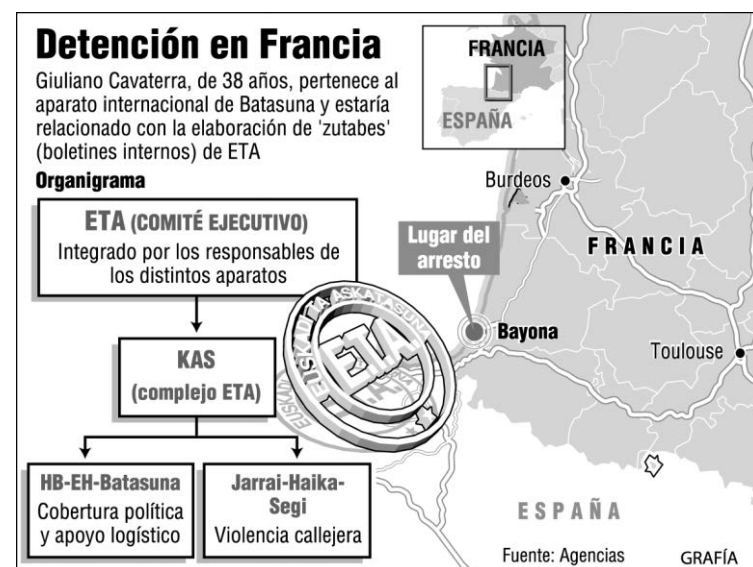 Detención en Francia
Giuliano Cavaterra, de 38 años, pertenece al
aparato internacional de Batasuna y estaría
relacionado con la elaboración de 'zutabes'
(boletines internos) de ETA
Organigrama
ETA (COMITÉ EJECUTIVO)
Integrado por los responsables de
los distintos aparatos
KAS
(complejo ETA)
HB-EH-Batasuna
Cobertura política
y apoyo logístico
Jarrai-Haika-
Segi
Violencia callejera
ETA
ASKATASUNA
FRANCIA
ESPAÑA
Burdeos
Lugar del
arresto
FRANCIA
Bayona
Toulouse
ESPAÑA
Fuente: Agencias
GRAFÍA